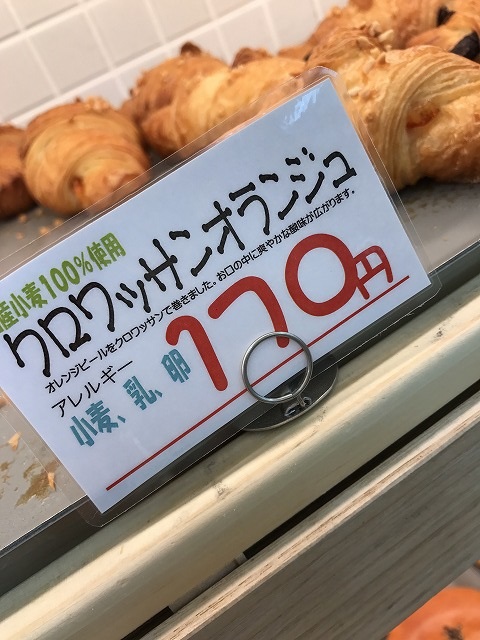 産小麦100%使用
クロワッサンオランジュ
オレンジピールをクロワッサンで巻きました。お口の中に爽やかな酸味が広がります。
アレルギー
小麦、乳、卵
170円